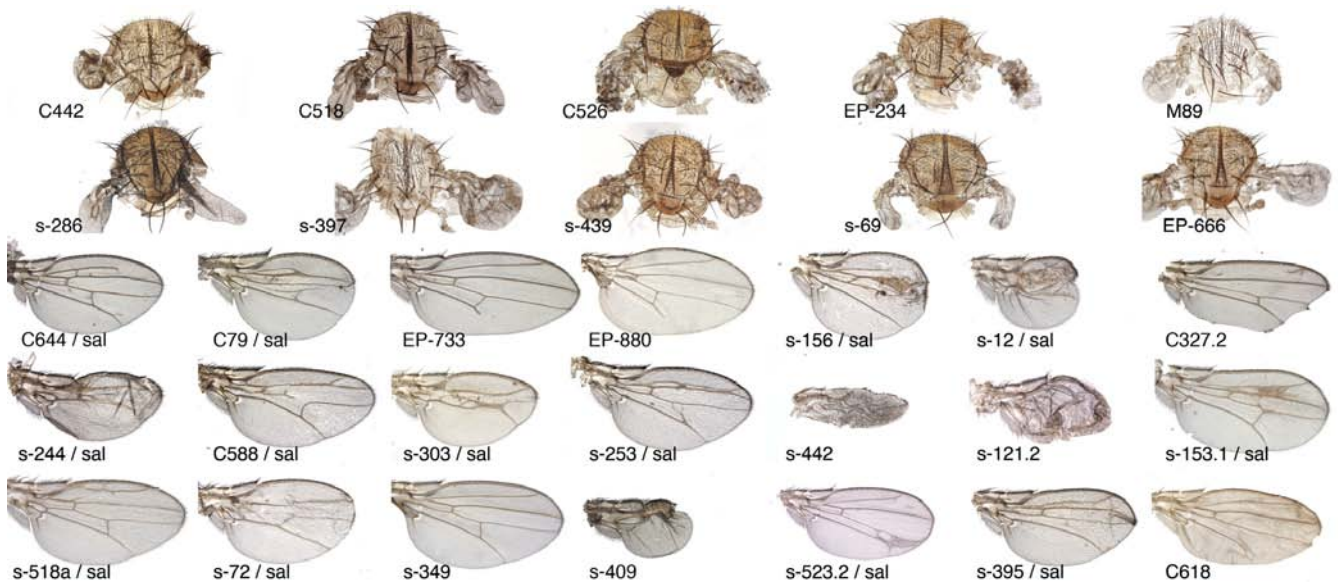 C442 C518 C526 EP-234 M89
s-286 s-397 s-439 s-69 EP-666
C644 / sal C79 / sal EP-733 EP-880 s-156 / sal s-12 / sal C327.2
s-244 / sal C588 / sal s-303 / sal s-253 / sal s-442 s-121.2 s-153.1 / sal
s-518a / sal s-72 / sal s-349 s-409 s-523.2 / sal s-395 / sal C618